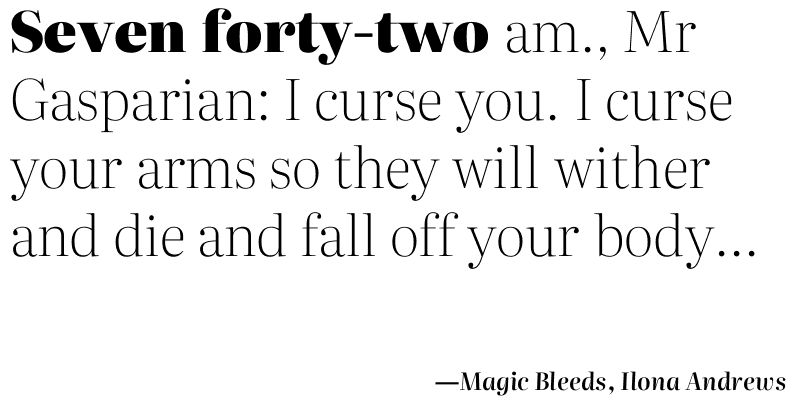 Seven forty-two am., Mr
Gasparian: I curse you. I curse
your arms so they will wither
and die and fall off your body...
—Magic Bleeds, Ilona Andrews